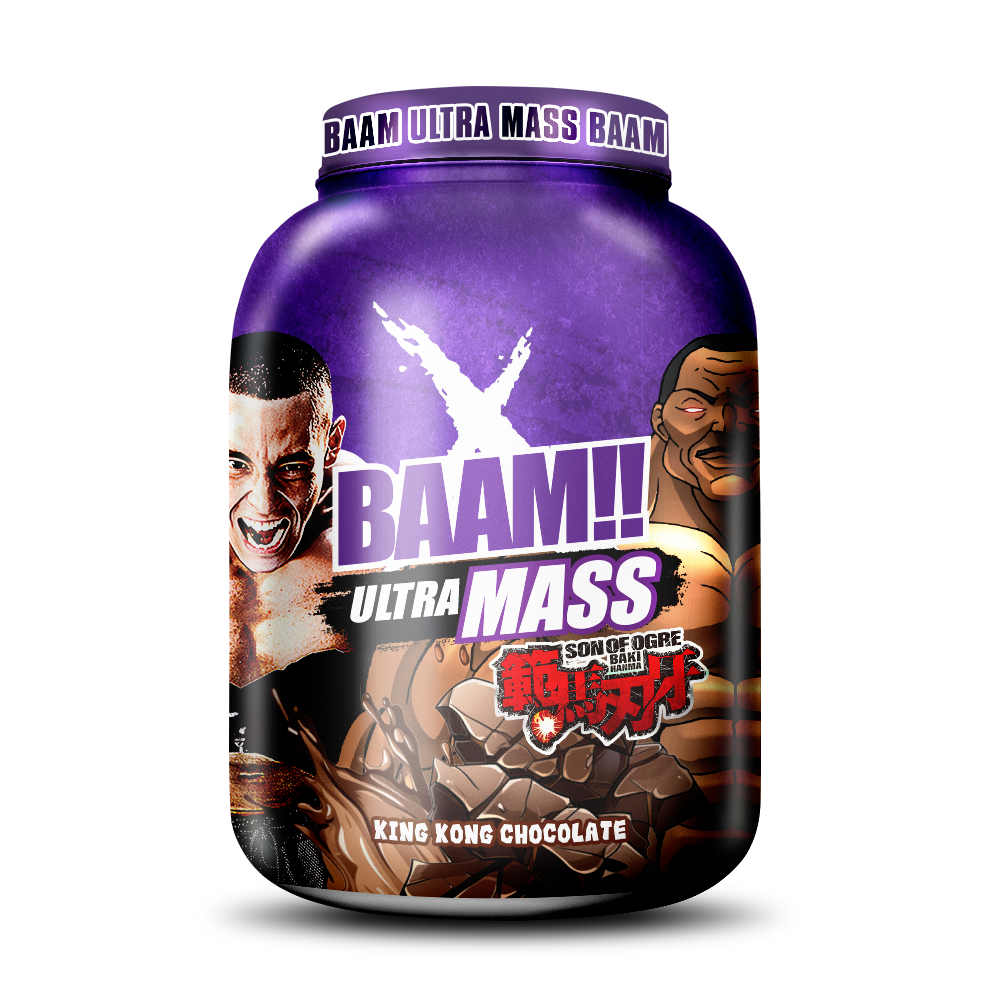 BAAM ULTRA MASS BAAM
BAAM!!
ULTRA MASS
SON OF OGRE
BAKI
HANMA
範馬刃牙
KING KONG CHOCOLATE